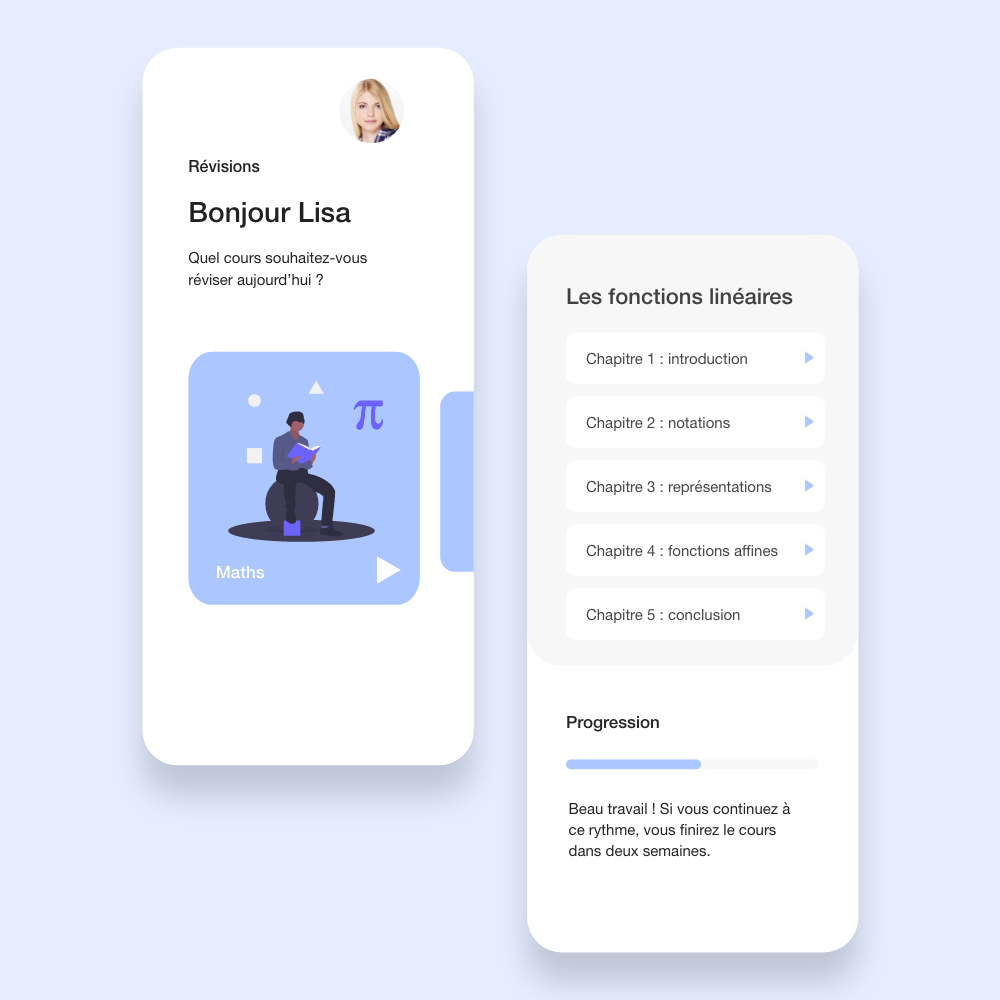 Révisions
Bonjour Lisa
Quel cours souhaitez-vous
réviser aujourd’hui ?
π
Maths
Les fonctions linéaires
Chapitre 1 : introduction
Chapitre 2 : notations
Chapitre 3 : représentations
Chapitre 4 : fonctions affines
Chapitre 5 : conclusion
Progression
Beau travail ! Si vous continuez à
ce rythme, vous finirez le cours
dans deux semaines.